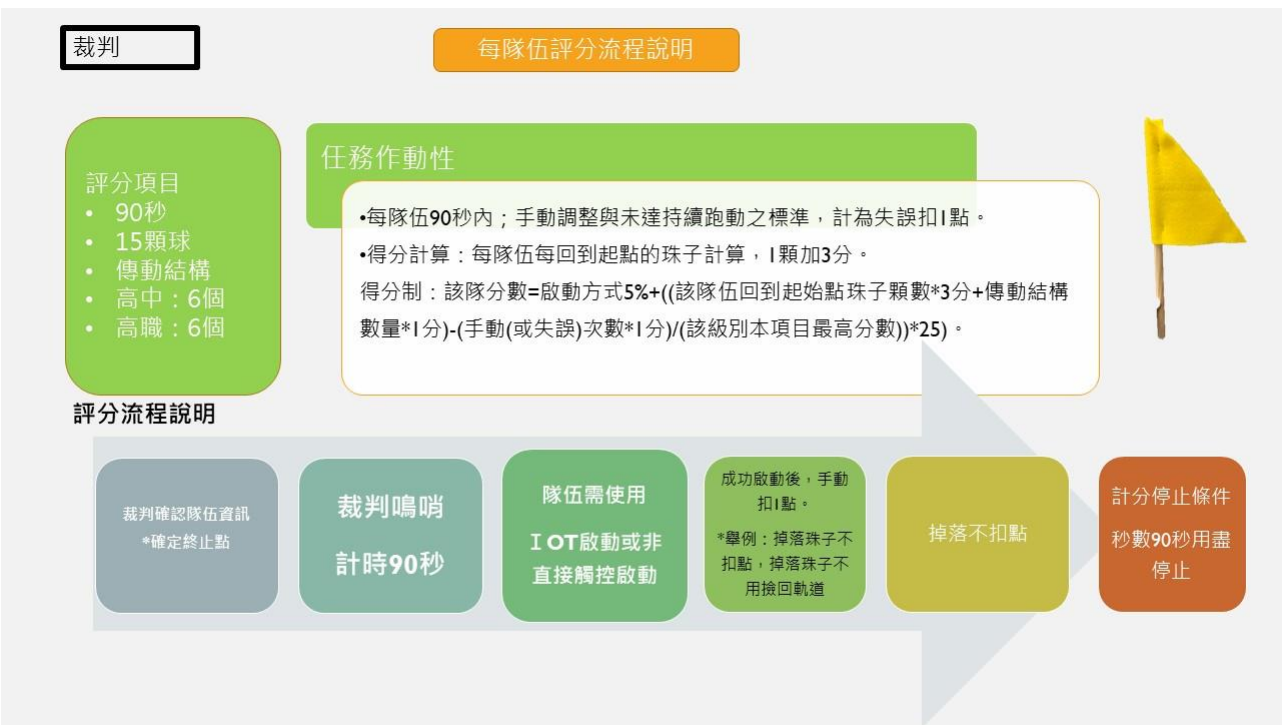 裁判
每隊伍評分流程說明
評分項目
• 90秒
• 15顆球
• 傳動結構
• 高中：6個
• 高職：6個
任務作動性
•每隊伍90秒內；手動調整與未達持續跑動之標準，計為失誤扣1點。
•得分計算：每隊伍每回到起點的珠子計算，1顆加3分。
得分制：該隊分數=啟動方式5%+((該隊伍回到起始點珠子顆數*3分+傳動結構
數量*1分)-(手動(或失誤)次數*1分)/(該級別本項目最高分數))*25)。
評分流程說明
裁判確認隊伍資訊
*確定終止點
裁判鳴哨
計時90秒
隊伍需使用
IOT啟動或非
直接觸控啟動
成功啟動後，手動
扣1點。
*舉例：掉落珠子不
扣點，掉落珠子不
用撿回軌道
掉落不扣點
計分停止條件
秒數90秒用盡
停止